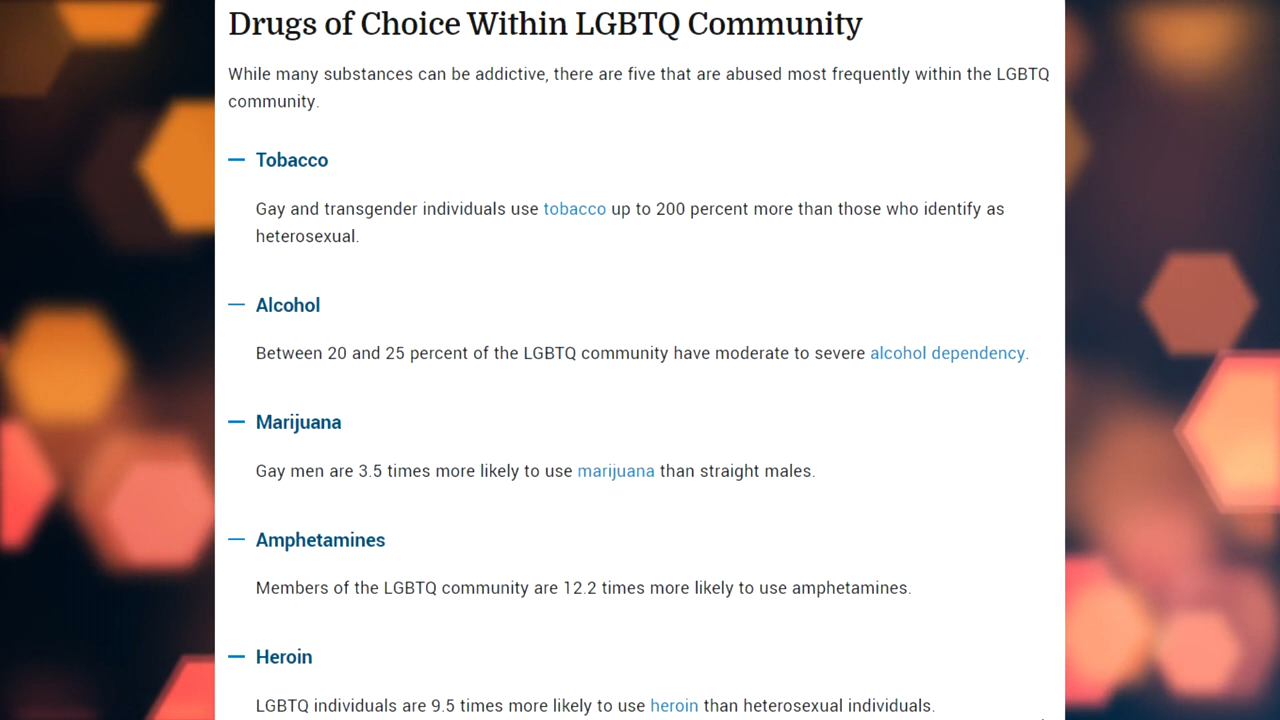 Drugs of Choice Within LGBTQ Community
While many substances can be addictive, there are five that are abused most frequently within the LGBTQ
community.
Tobacco
Gay and transgender individuals use tobacco up to 200 percent more than those who identify as
heterosexual.
Alcohol
Between 20 and 25 percent of the LGBTQ community have moderate to severe alcohol dependency.
Marijuana
Gay men are 3.5 times more likely to use marijuana than straight males.
Amphetamines
Members of the LGBTQ community are 12.2 times more likely to use amphetamines.
Heroin
LGBTQ individuals are 9.5 times more likely to use heroin than heterosexual individuals.